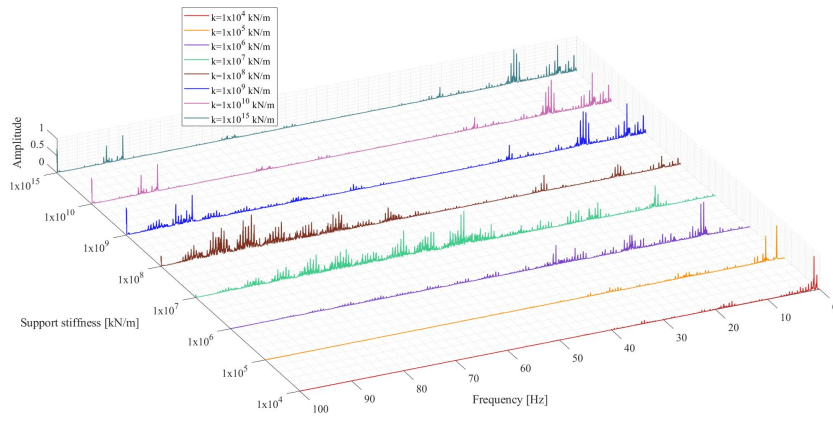 k=1x10⁴ kN/m
k=1x10⁵ kN/m
k=1x10⁶ kN/m
k=1x10⁷ kN/m
k=1x10⁸ kN/m
k=1x10⁹ kN/m
k=1x10¹⁰ kN/m
k=1x10¹⁵ kN/m
Amplitude
1
0.5
0
1x10¹⁵
1x10¹⁰
1x10⁹
1x10⁸
1x10⁷
1x10⁶
1x10⁵
1x10⁴
Support stiffness [kN/m]
100
90
80
70
60
50
40
30
20
10
Frequency [Hz]